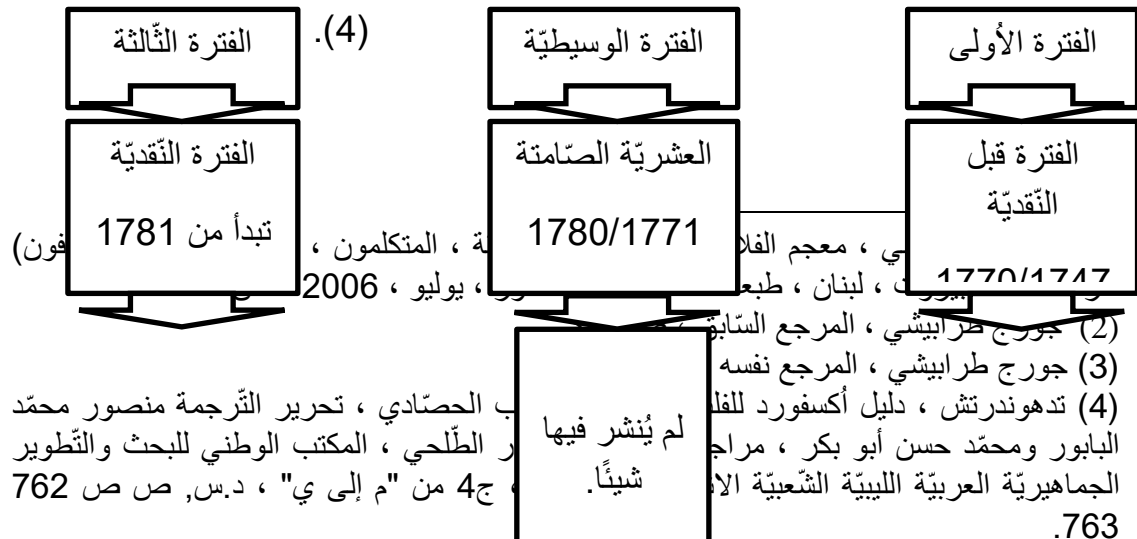 .(4)
الفترة الأولى
الفترة قبل
النّقديّة
1770/1747
الفترة الوسيطيّة
العشريّة الصّامتة
1780/1771
لم يُنشر فيها
شيئًا.
الفترة الثّالثة
الفترة النّقديّة
تبدأ من 1781
ي ، معجم الفلا ة ، المتكلمون ، فون)
، لبنان ، طبعة ، يوليو ، 2006
(2) جورج طرابيشي ، المرجع السّابق ،
(3) جورج طرابيشي ، المرجع نفسه
(4) تدهوندرتش ، دليل أكسفورد للفل ب الحصّادي ، تحرير التّرجمة منصور محمّد
البابور ومحمّد حسن أبو بكر ، مراجـ ر الطّلحي ، المكتب الوطني للبحث والتّطوير
الجماهيريّة العربيّة الليبيّة الشّعبيّة الا ، ج4 من "م إلى ي" ، د.س, ص ص 762
763.